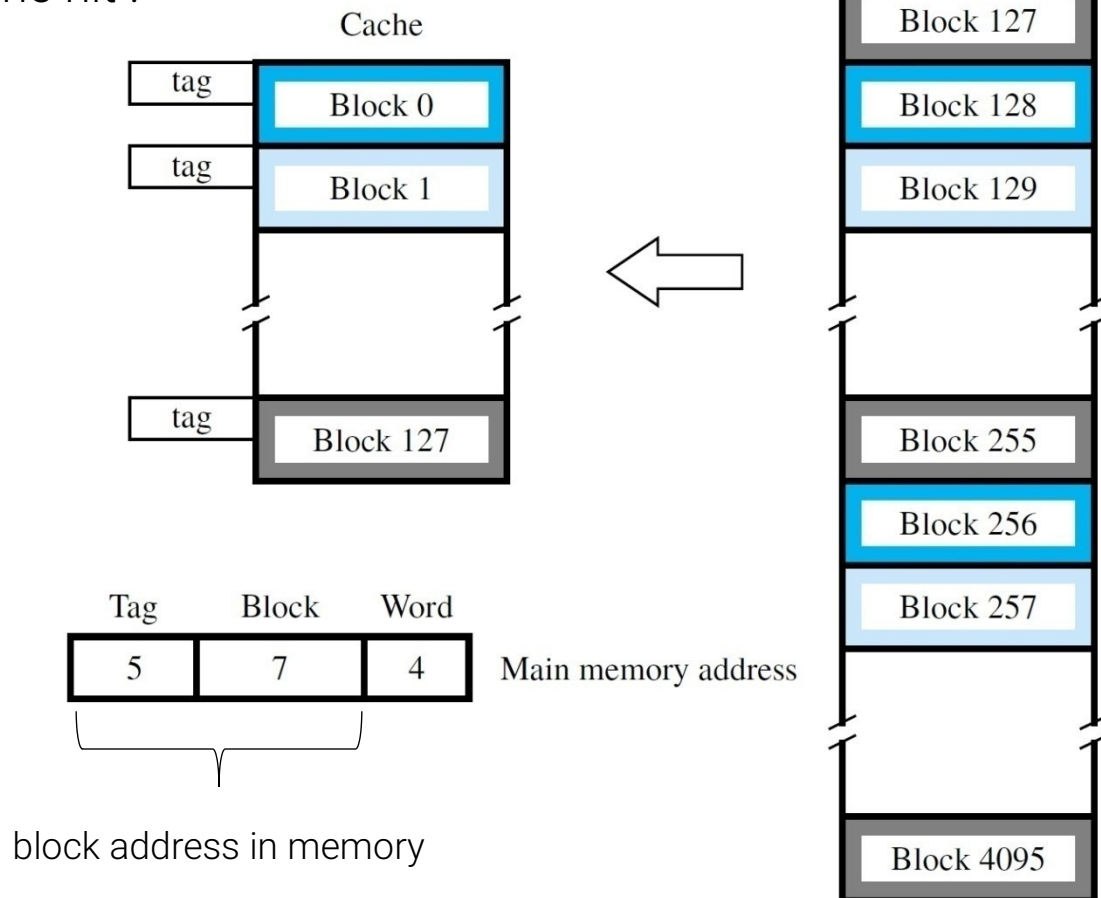 Cache
tag
Block 0
tag
Block 1
tag
Block 127
Tag Block Word
5 7 4
Main memory address
block address in memory
Block 127
Block 128
Block 129
Block 255
Block 256
Block 257
Block 4095